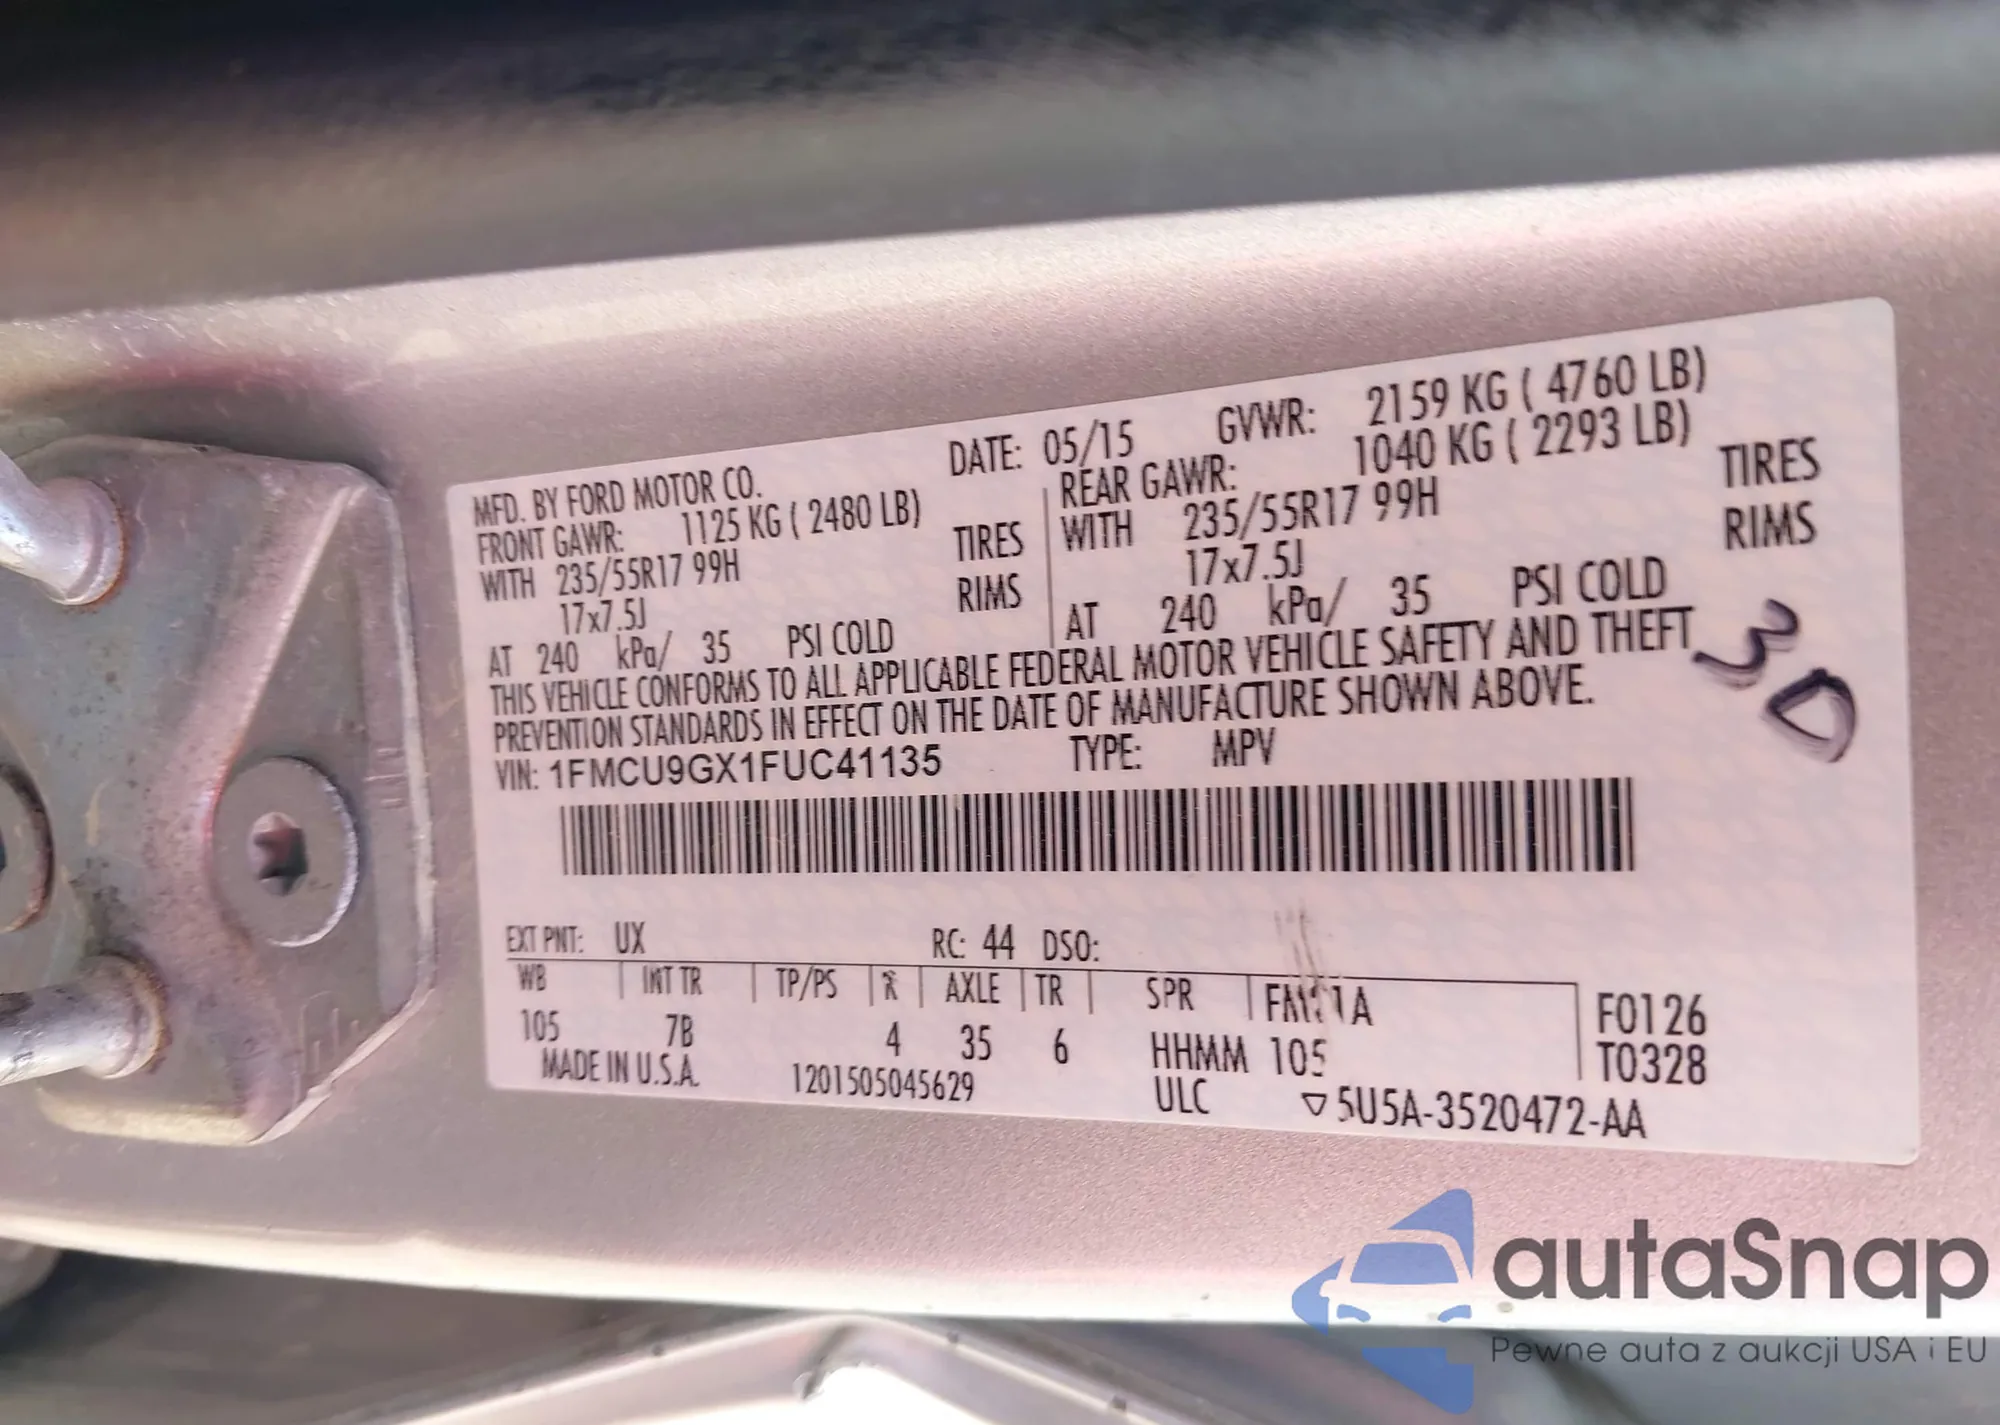 MFD. BY FORD MOTOR CO. DATE: 05/15 GVWR: 2159 KG ( 4760 LB)
FRONT GAWR: 1125 KG ( 2480 LB) REAR GAWR: 1040 KG ( 2293 LB)
WITH 235/55R17 99H TIRES WITH 235/55R17 99H TIRES
17x7.5J RIMS 17x7.5J RIMS
AT 240 kPa/ 35 PSI COLD AT 240 kPa/ 35 PSI COLD
THIS VEHICLE CONFORMS TO ALL APPLICABLE FEDERAL MOTOR VEHICLE SAFETY AND THEFT
PREVENTION STANDARDS IN EFFECT ON THE DATE OF MANUFACTURE SHOWN ABOVE.
30
VIN: 1FMCU9GX1FUC41135 TYPE: MPV
EXT PNT: UX RC: 44 DSO:
WB INT TR TP/PS R AXLE TR SPR
105 7B 4 35 6 HHMM 105
F0126
T0328
MADE IN U.S.A. 1201505045629 ULC 5U5A-3520472-AA
autaSnap
Pewne auta z aukcji USA i EU